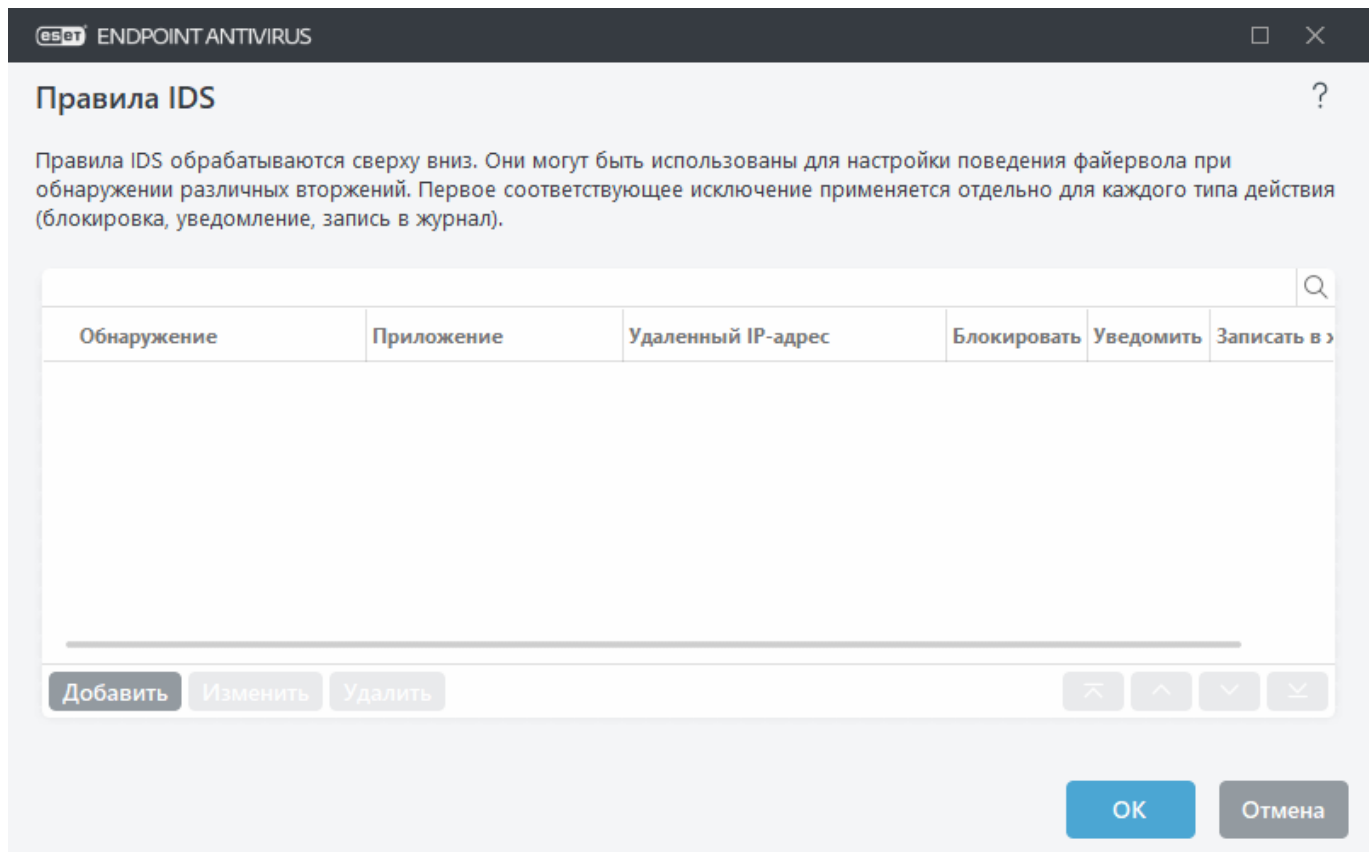 eset ENDPOINT ANTIVIRUS
Правила IDS
?
Правила IDS обрабатываются сверху вниз. Они могут быть использованы для настройки поведения файервола при
обнаружении различных вторжений. Первое соответствующее исключение применяется отдельно для каждого типа действия
(блокировка, уведомление, запись в журнал).
Обнаружение Приложение Удаленный IP-адрес Блокировать Уведомить Записать в
Добавить Изменить Удалить
OK Отмена